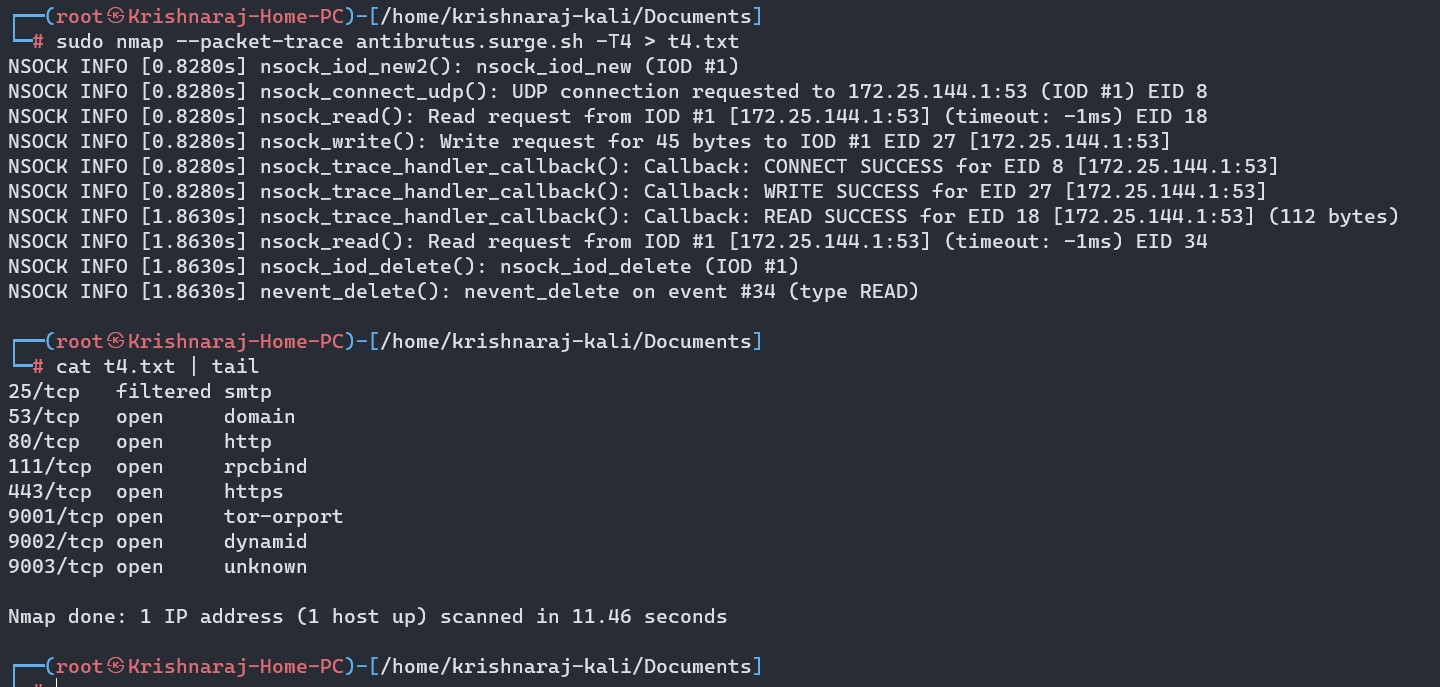 ┌──(root㉿Krishnaraj-Home-PC)-[/home/krishnaraj-kali/Documents]
└─# sudo nmap --packet-trace antibrutus.surge.sh -T4 > t4.txt
NSOCK INFO [0.8280s] nsock_iod_new2(): nsock_iod_new (IOD #1)
NSOCK INFO [0.8280s] nsock_connect_udp(): UDP connection requested to 172.25.144.1:53 (IOD #1) EID 8
NSOCK INFO [0.8280s] nsock_read(): Read request from IOD #1 [172.25.144.1:53] (timeout: -1ms) EID 18
NSOCK INFO [0.8280s] nsock_write(): Write request for 45 bytes to IOD #1 EID 27 [172.25.144.1:53]
NSOCK INFO [0.8280s] nsock_trace_handler_callback(): Callback: CONNECT SUCCESS for EID 8 [172.25.144.1:53]
NSOCK INFO [0.8280s] nsock_trace_handler_callback(): Callback: WRITE SUCCESS for EID 27 [172.25.144.1:53]
NSOCK INFO [1.8630s] nsock_trace_handler_callback(): Callback: READ SUCCESS for EID 18 [172.25.144.1:53] (112 bytes)
NSOCK INFO [1.8630s] nsock_read(): Read request from IOD #1 [172.25.144.1:53] (timeout: -1ms) EID 34
NSOCK INFO [1.8630s] nsock_iod_delete(): nsock_iod_delete (IOD #1)
NSOCK INFO [1.8630s] nevent_delete(): nevent_delete on event #34 (type READ)

┌──(root㉿Krishnaraj-Home-PC)-[/home/krishnaraj-kali/Documents]
└─# cat t4.txt | tail
25/tcp   filtered smtp
53/tcp   open     domain
80/tcp   open     http
111/tcp  open     rpcbind
443/tcp  open     https
9001/tcp open     tor-orport
9002/tcp open     dynamid
9003/tcp open     unknown

Nmap done: 1 IP address (1 host up) scanned in 11.46 seconds

┌──(root㉿Krishnaraj-Home-PC)-[/home/krishnaraj-kali/Documents]
└─#